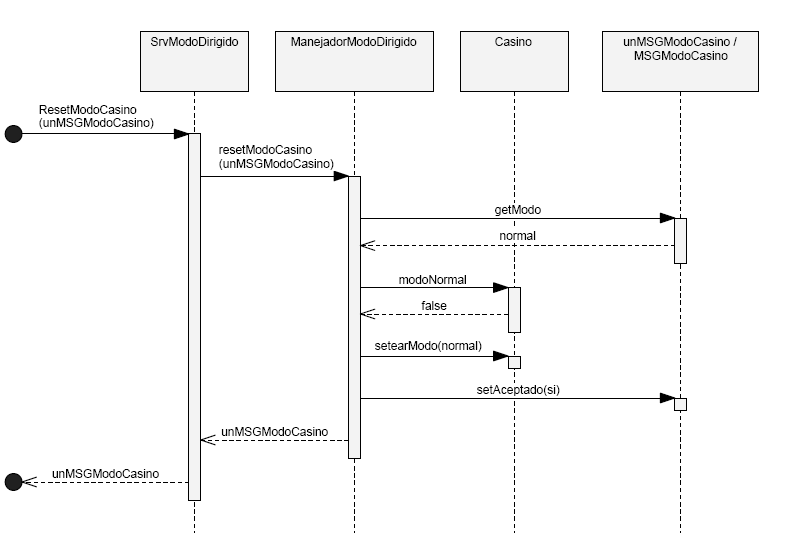 SrvModoDirigido
ManejadorModoDirigido
Casino
unMSGModoCasino /
MSGModoCasino
ResetModoCasino
(unMSGModoCasino)
resetModoCasino
(unMSGModoCasino)
getModo
normal
modoNormal
false
setearModo(normal)
setAceptado(si)
unMSGModoCasino
unMSGModoCasino